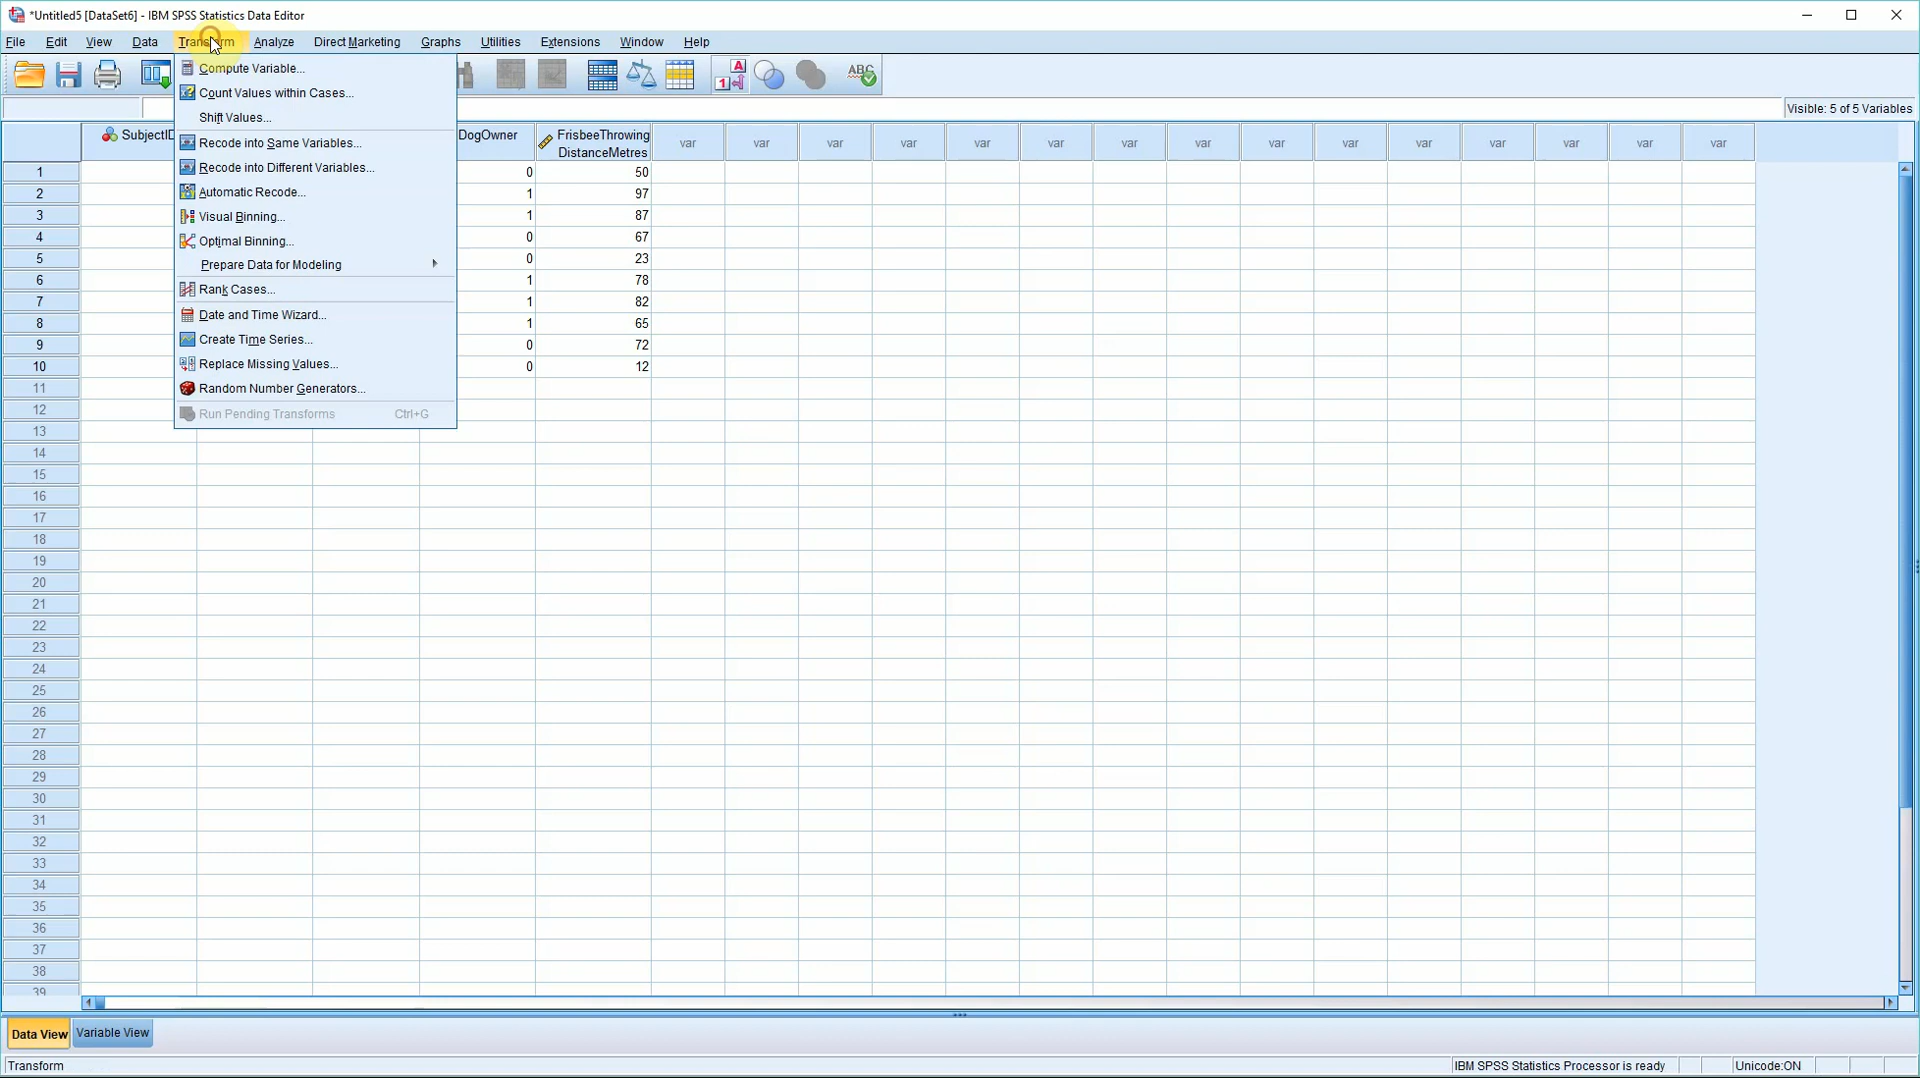 *Untitled5 [DataSet6] - IBM SPSS Statistics Data Editor
File Edit View Data Transform Analyze Direct Marketing Graphs Utilities Extensions Window Help
Compute Variable...
Count Values within Cases...
Shift Values...
Recode into Same Variables...
Recode into Different Variables...
Automatic Recode...
Visual Binning...
Optimal Binning...
Prepare Data for Modeling
Rank Cases...
Date and Time Wizard...
Create Time Series...
Replace Missing Values...
Random Number Generators...
Run Pending Transforms Ctrl+G
1 A
ABC
Visible: 5 of 5 Variables
SubjectID DogOwner FrisbeeThrowing
DistanceMetres
var var var var var var var var var var var var var var var
1 0 50
2 1 97
3 1 87
4 0 67
5 0 23
6 1 78
7 1 82
8 1 65
9 0 72
10 0 12
11
12
13
14
15
16
17
18
19
20
21
22
23
24
25
26
27
28
29
30
31
32
33
34
35
36
37
38
39
Data View Variable View
Transform IBM SPSS Statistics Processor is ready Unicode:ON